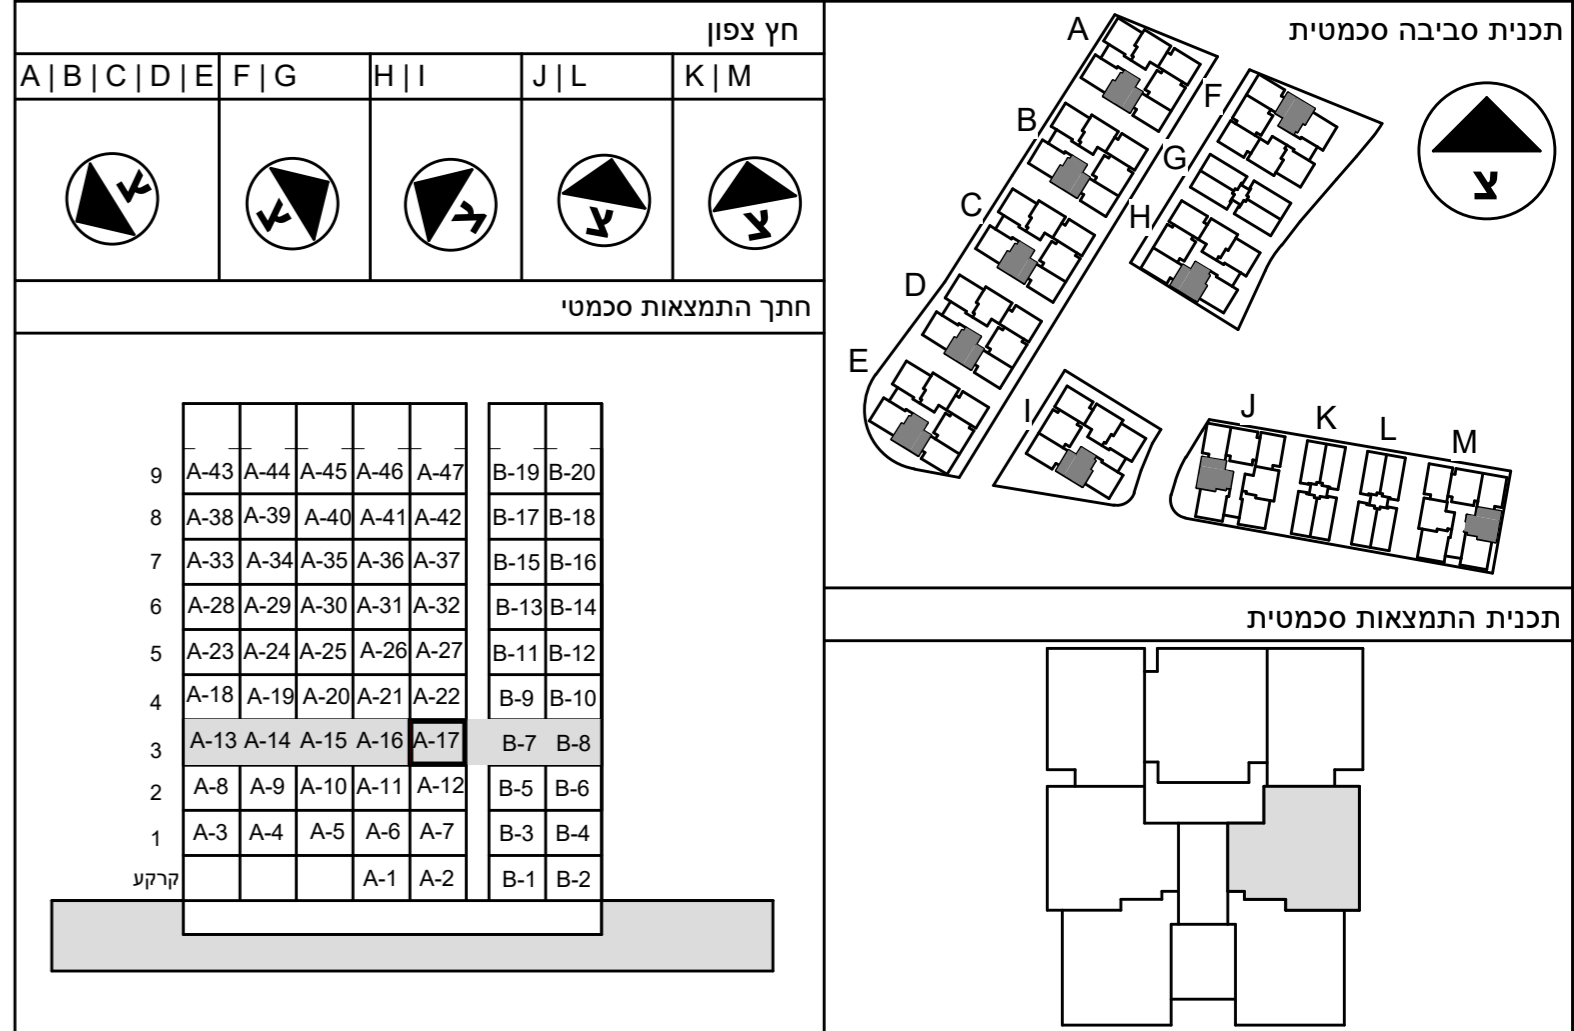 חץ צפון
A | B | C | D | E
F | G
H | I
J | L
K | M
צ
צ
צ
צ
צ
חתך התמצאות סכמטי
9 A-43 A-44 A-45 A-46 A-47 B-19 B-20
8 A-38 A-39 A-40 A-41 A-42 B-17 B-18
7 A-33 A-34 A-35 A-36 A-37 B-15 B-16
6 A-28 A-29 A-30 A-31 A-32 B-13 B-14
5 A-23 A-24 A-25 A-26 A-27 B-11 B-12
4 A-18 A-19 A-20 A-21 A-22 B-9 B-10
3 A-13 A-14 A-15 A-16 A-17 B-7 B-8
2 A-8 A-9 A-10 A-11 A-12 B-5 B-6
1 A-3 A-4 A-5 A-6 A-7 B-3 B-4
קרקע A-1 A-2 B-1 B-2
תכנית סביבה סכמטית
צ
A
B
C
D
E
F
G
H
I
J
K
L
M
תכנית התמצאות סכמטית